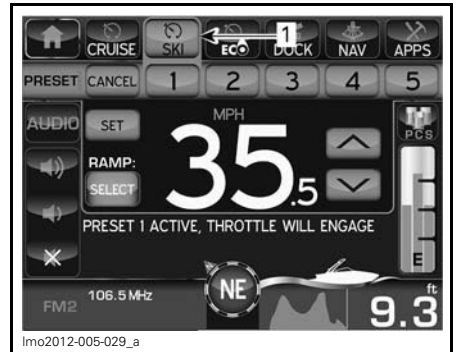 CRUISE SKI ECO DOCK NAV APPS
1
PRESET CANCEL 1 2 3 4 5
AUDIO SET MPH PCS
RAMP: 35.5
SELECT
PRESET 1 ACTIVE, THROTTLE WILL ENGAGE
E
NE
FM2 106.5 MHz 9.3 ft
lmo2012-005-029_a